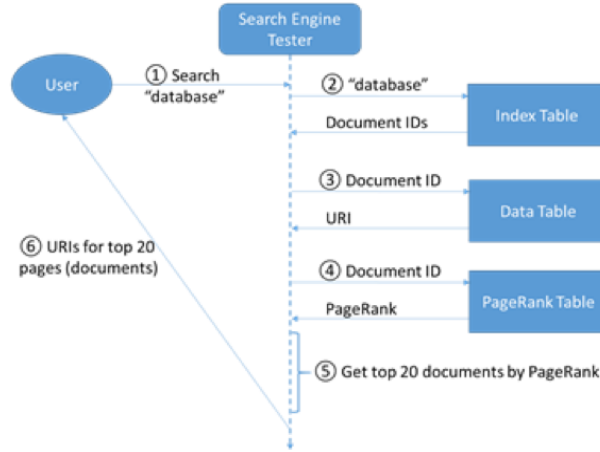 Search Engine
Tester
User
① Search
"database"
② "database"
Document IDs
Index Table
③ Document ID
URI
Data Table
④ Document ID
PageRank
PageRank Table
⑤ Get top 20 documents by PageRank
⑥ URIs for top 20
pages (documents)